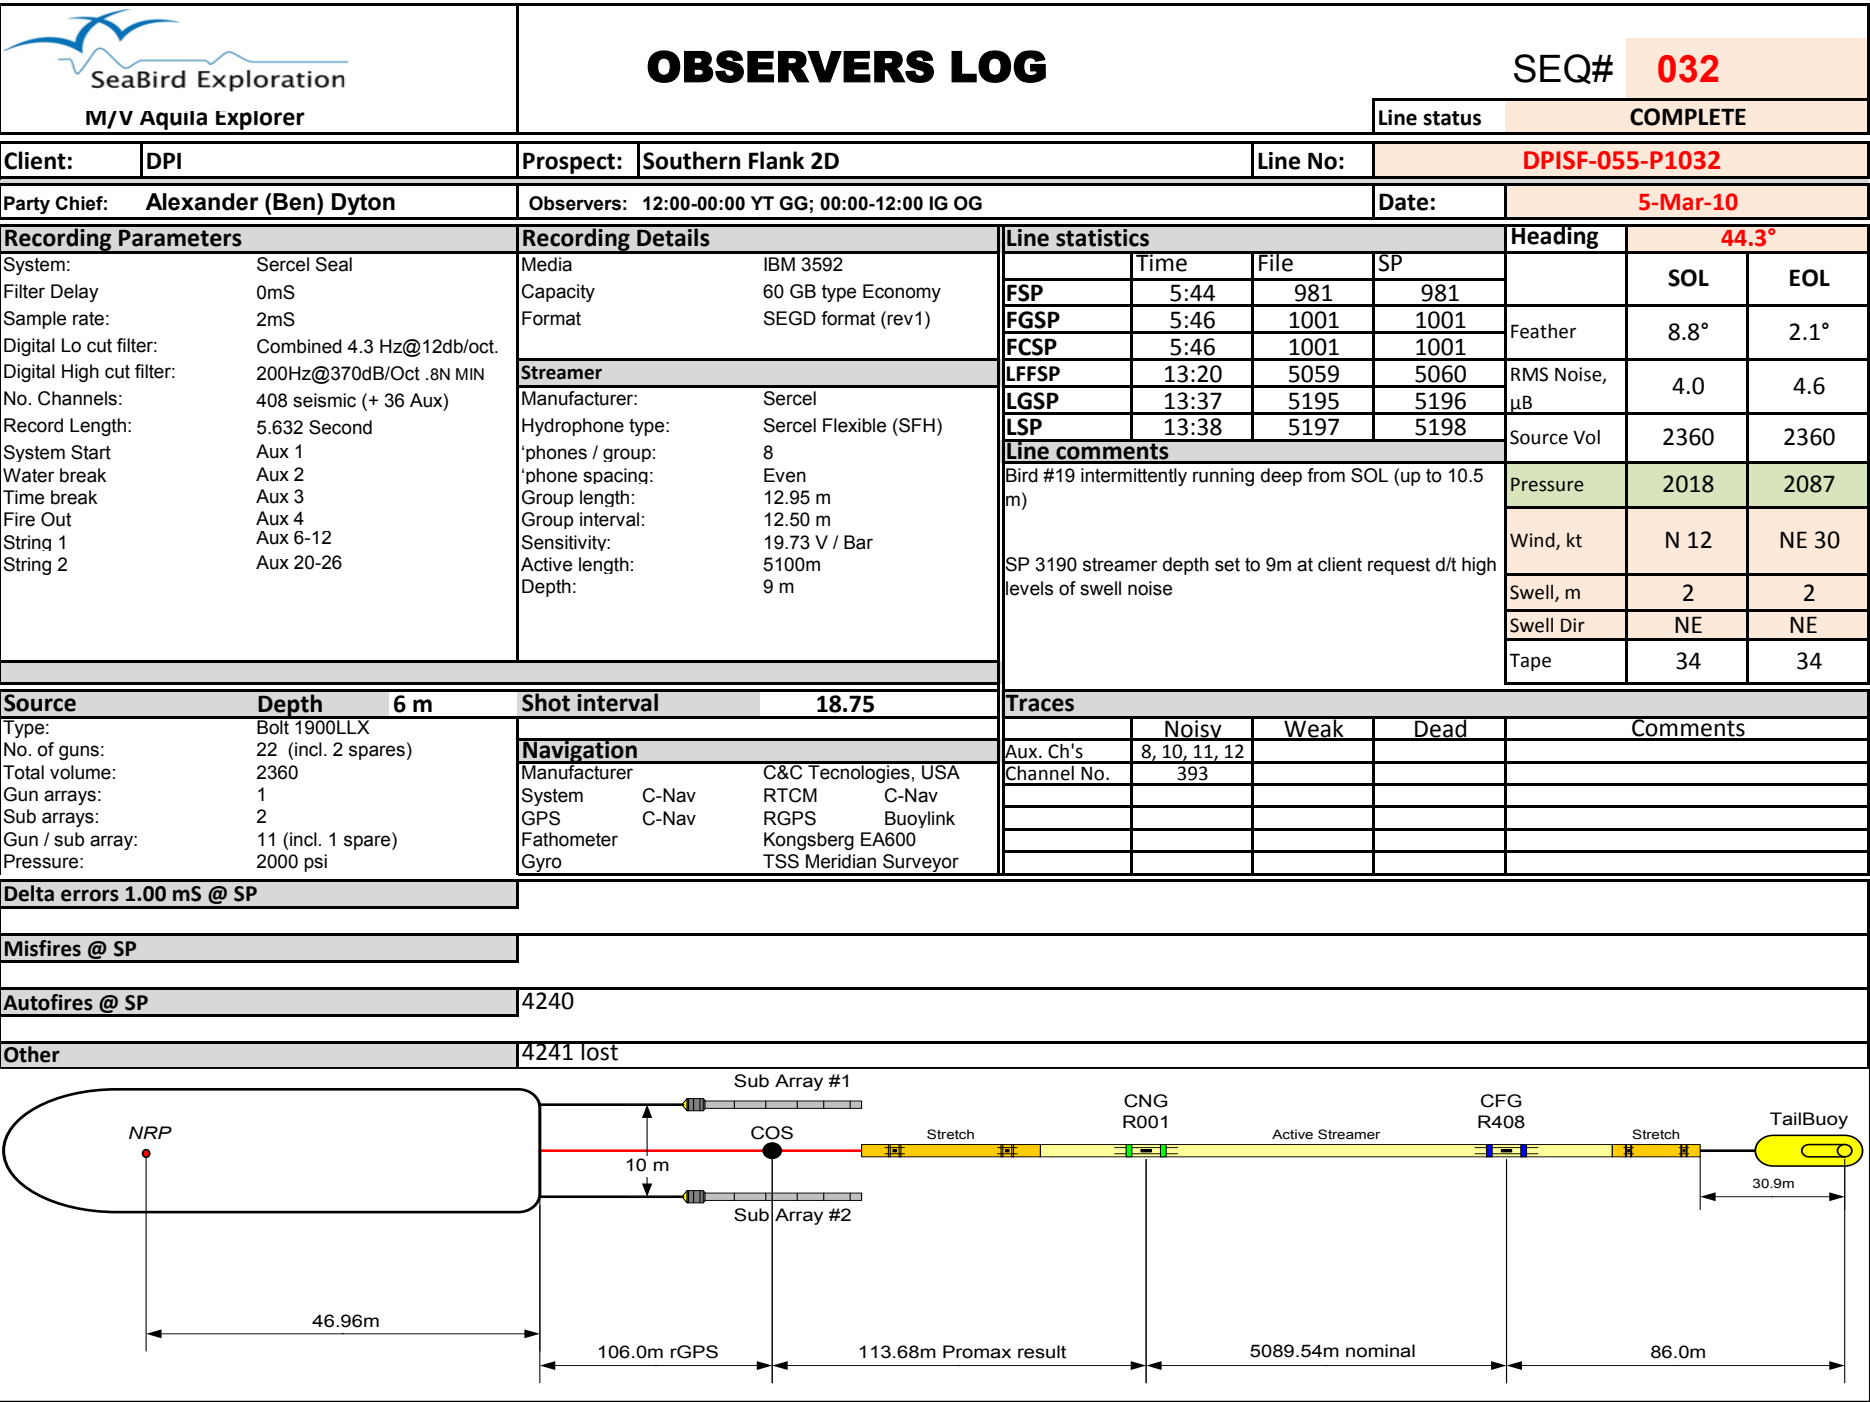 SeaBird Exploration
M/V Aquila Explorer
OBSERVERS LOG
SEQ# 032
Line status COMPLETE
Client: DPI Prospect: Southern Flank 2D Line No: DPISF-055-P1032
Party Chief: Alexander (Ben) Dyton Observers: 12:00-00:00 YT GG; 00:00-12:00 IG OG Date: 5-Mar-10
Recording Parameters
System: Sercel Seal
Filter Delay 0mS
Sample rate: 2mS
Digital Lo cut filter: Combined 4.3 Hz@12db/oct.
Digital High cut filter: 200Hz@370dB/Oct .8N MIN
No. Channels: 408 seismic (+ 36 Aux)
Record Length: 5.632 Second
System Start Aux 1
Water break Aux 2
Time break Aux 3
Fire Out Aux 4
String 1 Aux 6-12
String 2 Aux 20-26
Recording Details
Media IBM 3592
Capacity 60 GB type Economy
Format SEGD format (rev1)
Streamer
Manufacturer: Sercel
Hydrophone type: Sercel Flexible (SFH)
'phones / group: 8
'phone spacing: Even
Group length: 12.95 m
Group interval: 12.50 m
Sensitivity: 19.73 V / Bar
Active length: 5100m
Depth: 9 m
Line statistics
Time File SP
FSP 5:44 981 981
FGSP 5:46 1001 1001
FCSP 5:46 1001 1001
LFFSP 13:20 5059 5060
LGSP 13:37 5195 5196
LSP 13:38 5197 5198
Line comments
Bird #19 intermittently running deep from SOL (up to 10.5
m)
SP 3190 streamer depth set to 9m at client request d/t high
levels of swell noise
Heading 44.3°
SOL EOL
Feather 8.8° 2.1°
RMS Noise,
µB 4.0 4.6
Source Vol 2360 2360
Pressure 2018 2087
Wind, kt N 12 NE 30
Swell, m 2 2
Swell Dir NE NE
Tape 34 34
Source Depth 6 m Shot interval 18.75
Type: Bolt 1900LLX
No. of guns: 22 (incl. 2 spares)
Total volume: 2360
Gun arrays: 1
Sub arrays: 2
Gun / sub array: 11 (incl. 1 spare)
Pressure: 2000 psi
Navigation
Manufacturer C&C Tecnologies, USA
System C-Nav RTCM C-Nav
GPS C-Nav RGPS Buoylink
Fathometer Kongsberg EA600
Gyro TSS Meridian Surveyor
Traces
Noisy Weak Dead Comments
Aux. Ch's 8, 10, 11, 12
Channel No. 393
Delta errors 1.00 mS @ SP
Misfires @ SP
Autofires @ SP 4240
Other 4241 lost
Sub Array #1
NRP
10 m
COS
Sub Array #2
Stretch
CNG
R001
Active Streamer
CFG
R408
Stretch
TailBuoy
30.9m
46.96m
106.0m rGPS
113.68m Promax result
5089.54m nominal
86.0m